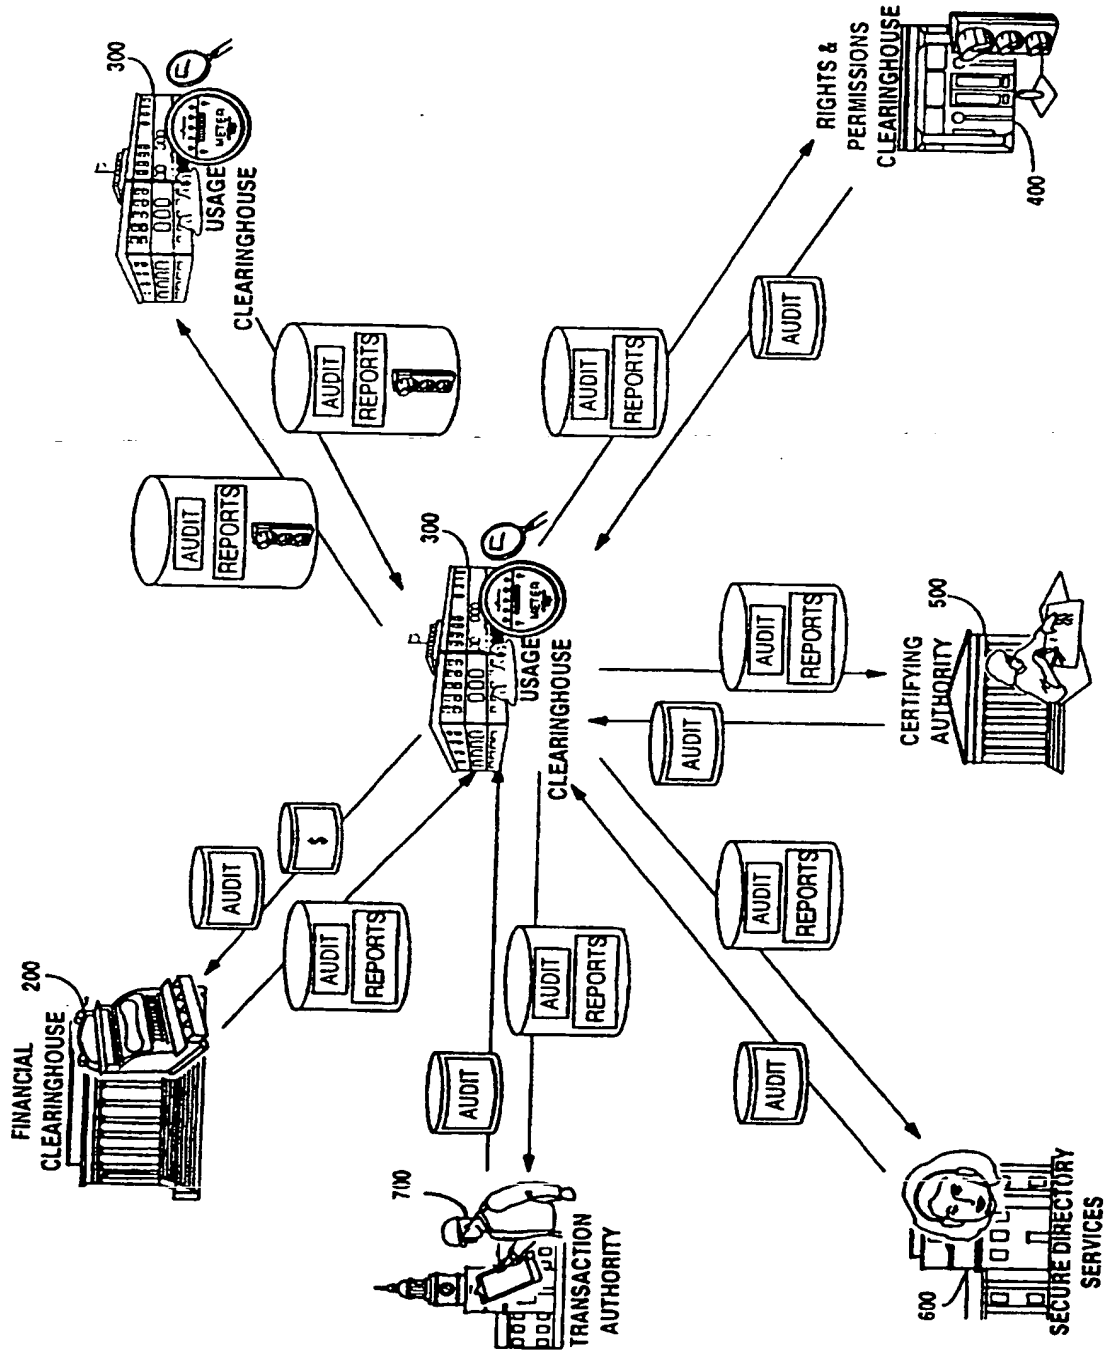 FINANCIAL
CLEARINGHOUSE
200
AUDIT
$
AUDIT
REPORTS
AUDIT
REPORTS
AUDIT
REPORTS
USAGE
CLEARINGHOUSE
300
METER
700
TRANSACTION
AUTHORITY
AUDIT
AUDIT
REPORTS
USAGE
CLEARINGHOUSE
300
METER
AUDIT
REPORTS
AUDIT
RIGHTS &
PERMISSIONS
CLEARINGHOUSE
400
600
SECURE DIRECTORY
SERVICES
AUDIT
AUDIT
REPORTS
AUDIT
AUDIT
REPORTS
CERTIFYING
AUTHORITY
500